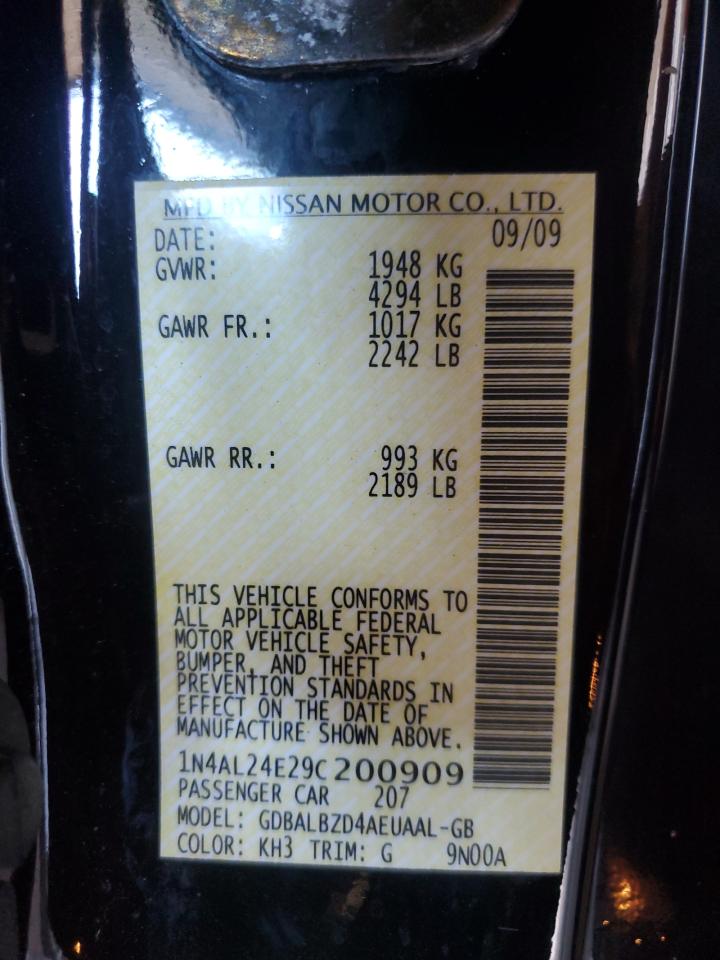 MFD BY NISSAN MOTOR CO., LTD.
DATE: 09/09
GVWR: 1948 KG
4294 LB
GAWR FR.: 1017 KG
2242 LB
GAWR RR.: 993 KG
2189 LB
THIS VEHICLE CONFORMS TO
ALL APPLICABLE FEDERAL
MOTOR VEHICLE SAFETY,
BUMPER, AND THEFT
PREVENTION STANDARDS IN
EFFECT ON THE DATE OF
MANUFACTURE SHOWN ABOVE.
1N4AL24E29C200909
PASSENGER CAR 207
MODEL: GDBALBZD4AEUAAL-GB
COLOR: KH3 TRIM: G 9N00A